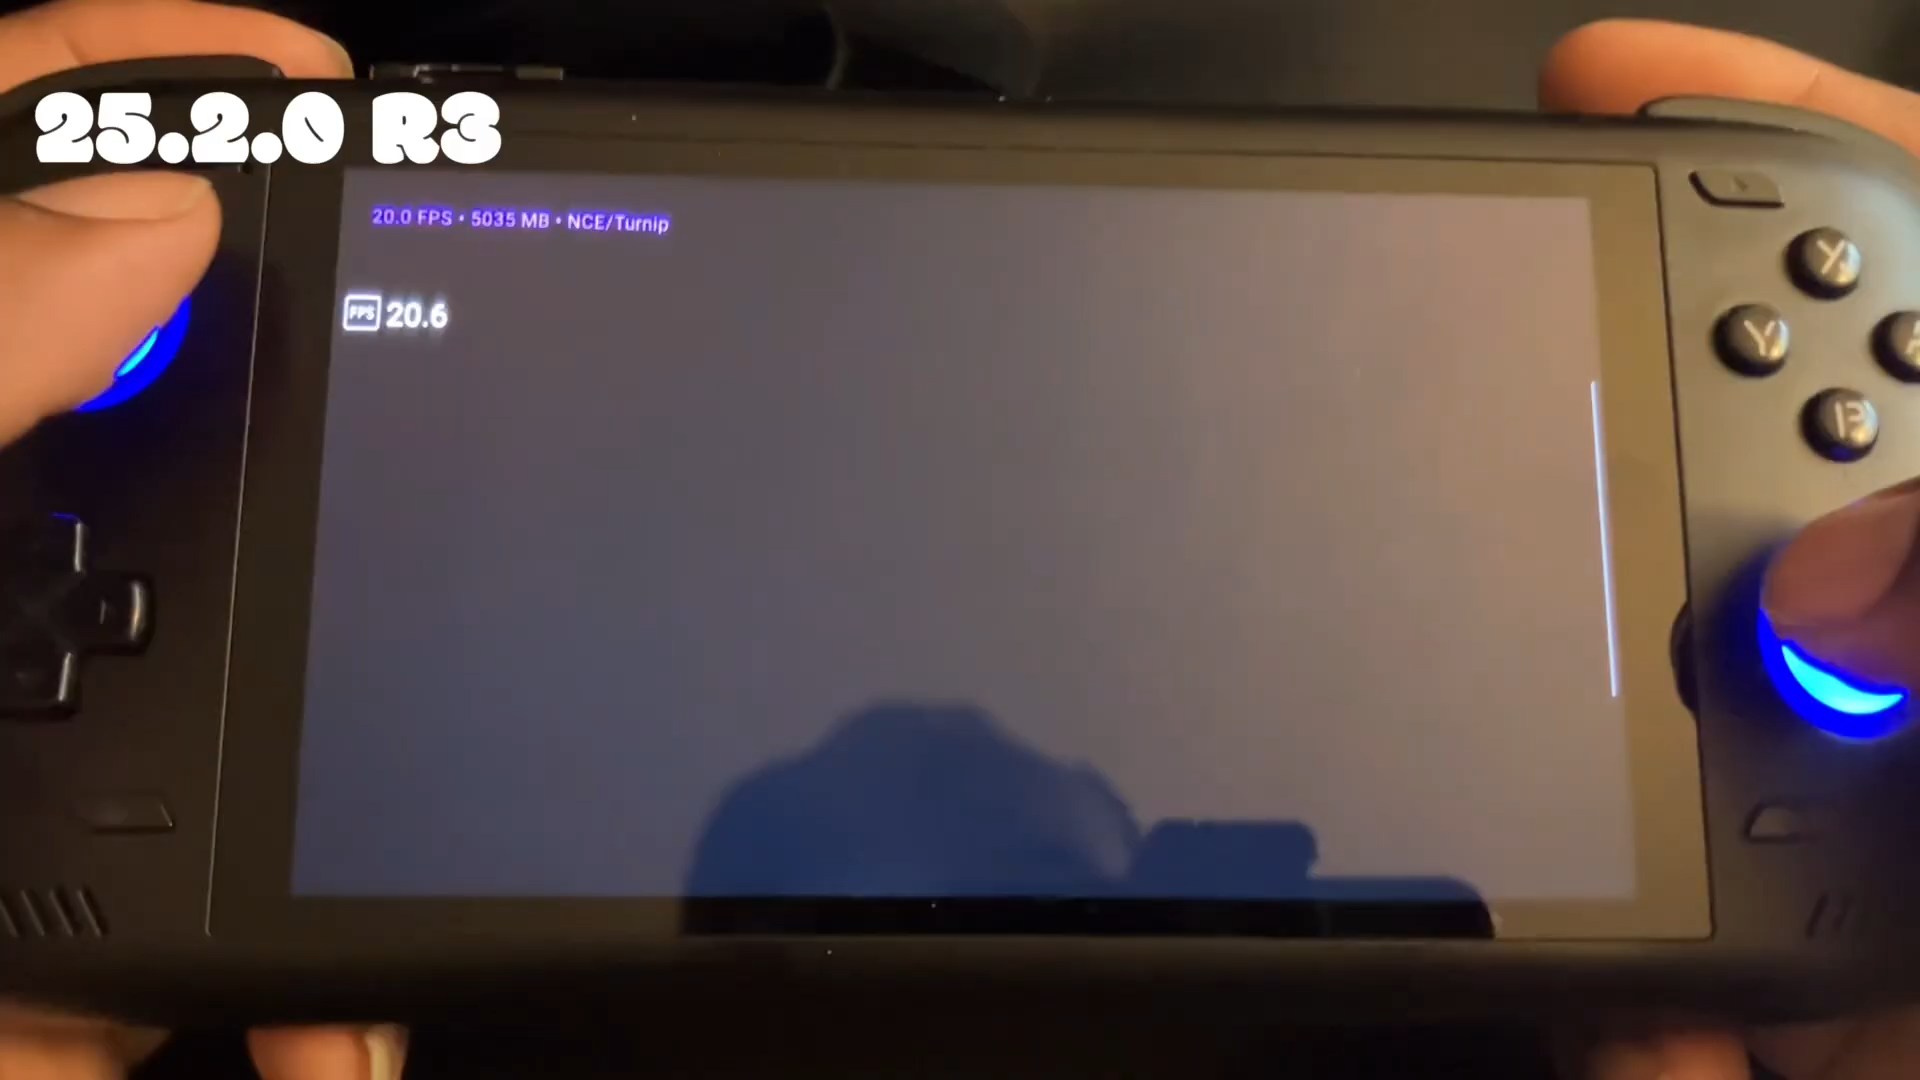 25.2.0 R3
20.0 FPS • 5035 MB • NCE/Turnip
FPS 20.6
X
Y
B